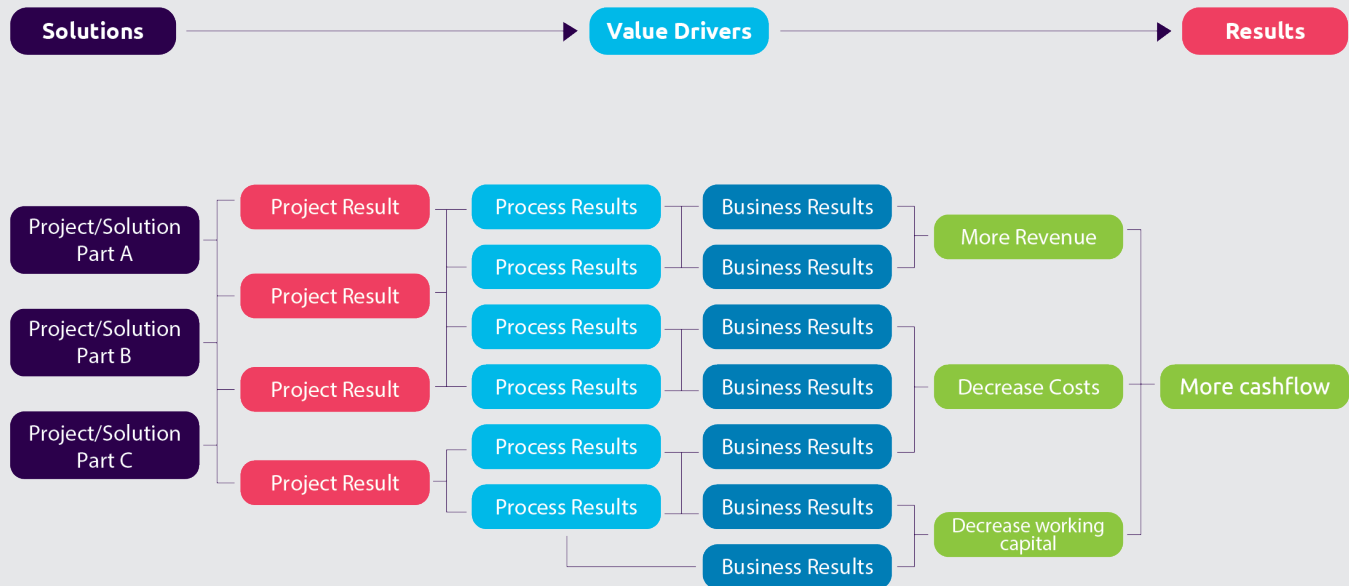 Solutions
Value Drivers
Results
Project/Solution
Part A
Project/Solution
Part B
Project/Solution
Part C
Project Result
Project Result
Project Result
Project Result
Process Results
Process Results
Process Results
Process Results
Process Results
Process Results
Business Results
Business Results
Business Results
Business Results
Business Results
Business Results
Business Results
More Revenue
Decrease Costs
Decrease working
capital
More cashflow